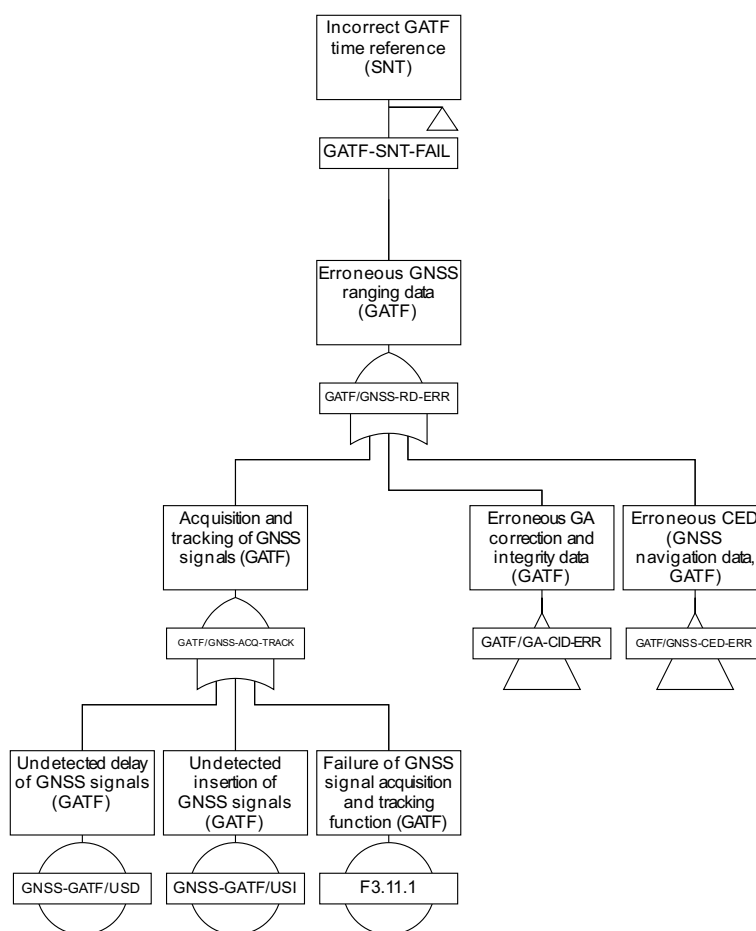 Incorrect GATF
time reference
(SNT)
GATF-SNT-FAIL
Erroneous GNSS
ranging data
(GATF)
GATF/GNSS-RD-ERR
Acquisition and
tracking of GNSS
signals (GATF)
GATF/GNSS-ACQ-TRACK
Erroneous GA
correction and
integrity data
(GATF)
GATF/GA-CID-ERR
Erroneous CED
(GNSS
navigation data,
GATF)
GATF/GNSS-CED-ERR
Undetected delay
of GNSS signals
(GATF)
GNSS-GATF/USD
Undetected
insertion of
GNSS signals
(GATF)
GNSS-GATF/USI
Failure of GNSS
signal acquisition
and tracking
function (GATF)
F3.11.1